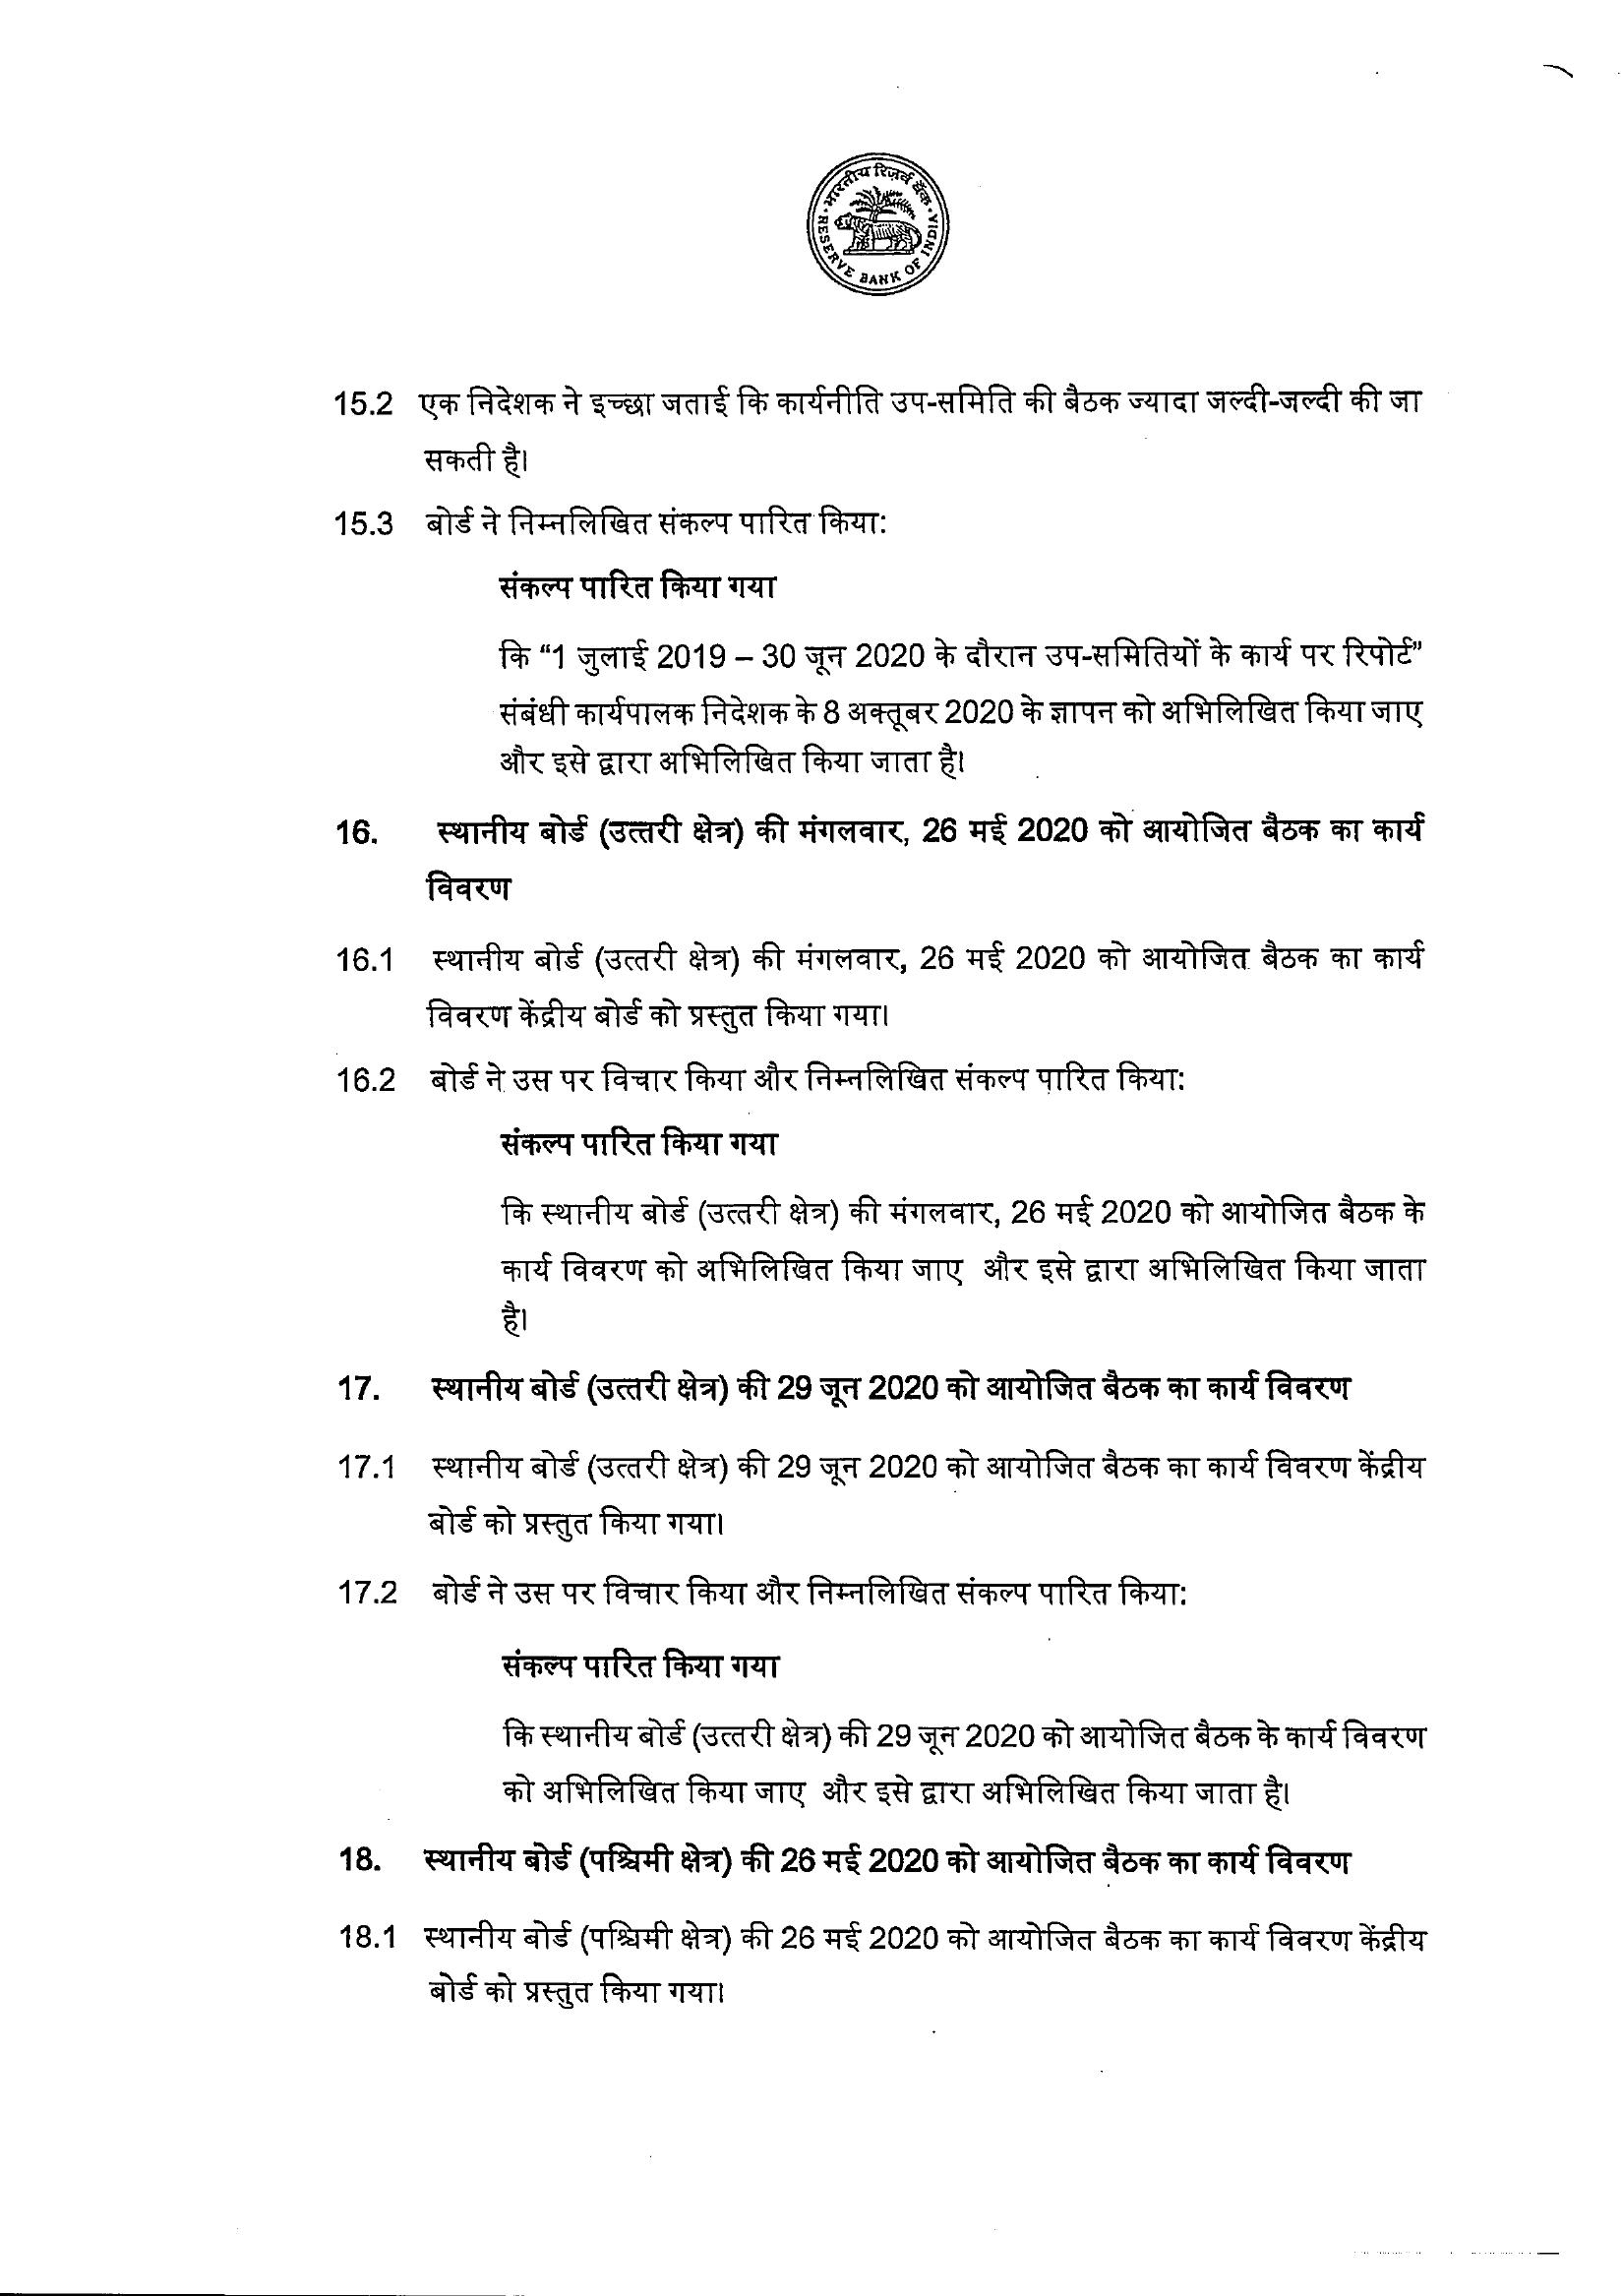 भारतीय रिज़र्व बैंक
RESERVE BANK OF INDIA
15.2 एक निदेशक ने इच्छा जताई कि कार्यनीति उप-समिति की बैठक ज्यादा जल्दी-जल्दी की जा
सकती है।
15.3 बोर्ड ने निम्नलिखित संकल्प पारित किया:
संकल्प पारित किया गया
कि “1 जुलाई 2019 – 30 जून 2020 के दौरान उप-समितियों के कार्य पर रिपोर्ट”
संबंधी कार्यपालक निदेशक के 8 अक्तूबर 2020 के ज्ञापन को अभिलिखित किया जाए
और इसे द्वारा अभिलिखित किया जाता है।
16. स्थानीय बोर्ड (उत्तरी क्षेत्र) की मंगलवार, 26 मई 2020 को आयोजित बैठक का कार्य
विवरण
16.1 स्थानीय बोर्ड (उत्तरी क्षेत्र) की मंगलवार, 26 मई 2020 को आयोजित बैठक का कार्य
विवरण केंद्रीय बोर्ड को प्रस्तुत किया गया।
16.2 बोर्ड ने उस पर विचार किया और निम्नलिखित संकल्प पारित किया:
संकल्प पारित किया गया
कि स्थानीय बोर्ड (उत्तरी क्षेत्र) की मंगलवार, 26 मई 2020 को आयोजित बैठक के
कार्य विवरण को अभिलिखित किया जाए और इसे द्वारा अभिलिखित किया जाता
है।
17. स्थानीय बोर्ड (उत्तरी क्षेत्र) की 29 जून 2020 को आयोजित बैठक का कार्य विवरण
17.1 स्थानीय बोर्ड (उत्तरी क्षेत्र) की 29 जून 2020 को आयोजित बैठक का कार्य विवरण केंद्रीय
बोर्ड को प्रस्तुत किया गया।
17.2 बोर्ड ने उस पर विचार किया और निम्नलिखित संकल्प पारित किया:
संकल्प पारित किया गया
कि स्थानीय बोर्ड (उत्तरी क्षेत्र) की 29 जून 2020 को आयोजित बैठक के कार्य विवरण
को अभिलिखित किया जाए और इसे द्वारा अभिलिखित किया जाता है।
18. स्थानीय बोर्ड (पश्चिमी क्षेत्र) की 26 मई 2020 को आयोजित बैठक का कार्य विवरण
18.1 स्थानीय बोर्ड (पश्चिमी क्षेत्र) की 26 मई 2020 को आयोजित बैठक का कार्य विवरण केंद्रीय
बोर्ड को प्रस्तुत किया गया।